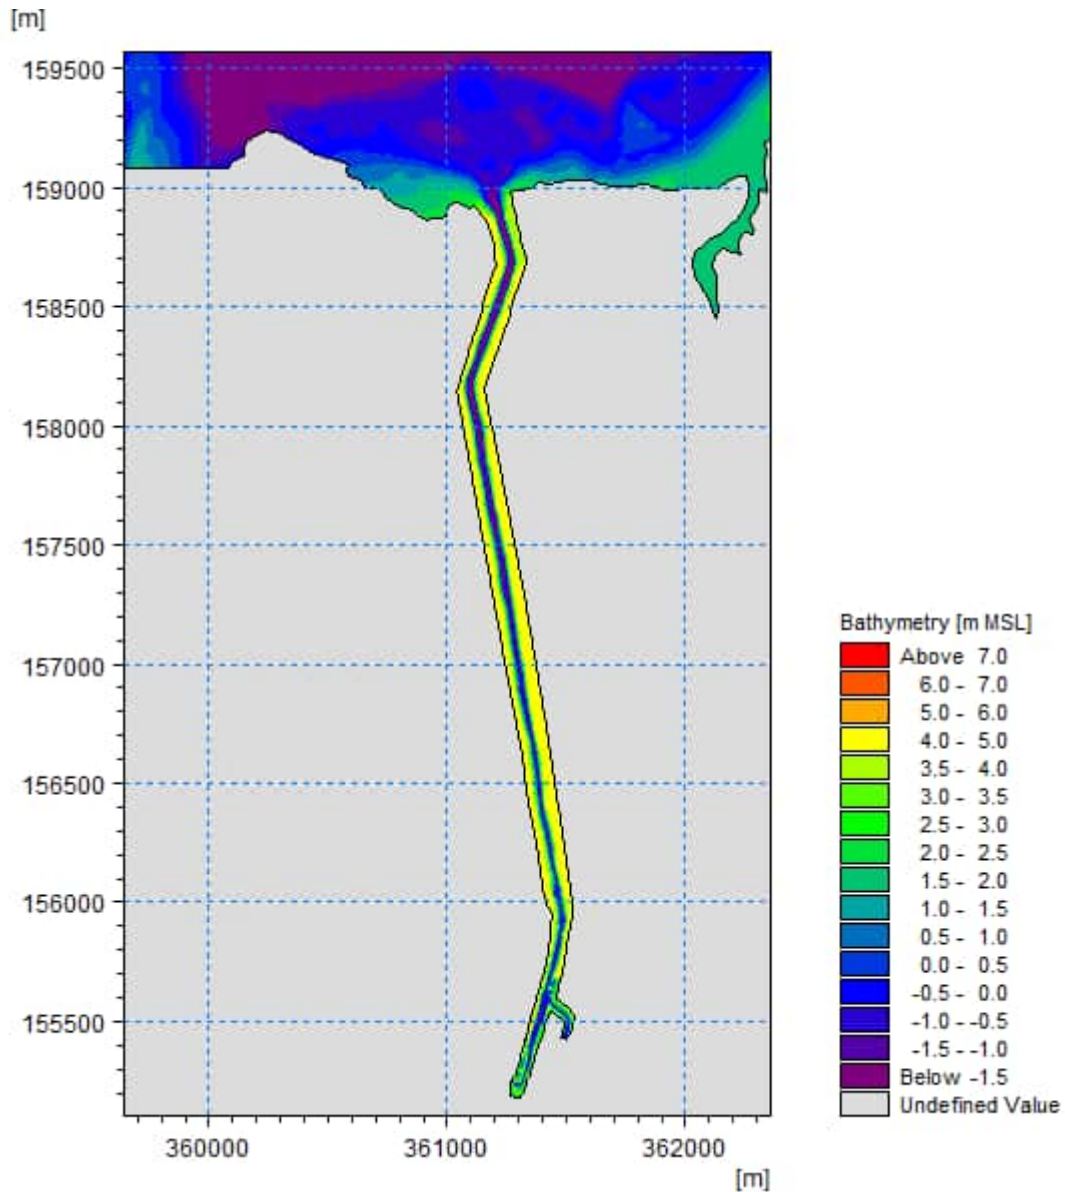 [m]
159500
159000
158500
158000
157500
157000
156500
156000
155500
360000 361000 362000
[m]
Bathymetry [m MSL]
Above 7.0
6.0 - 7.0
5.0 - 6.0
4.0 - 5.0
3.5 - 4.0
3.0 - 3.5
2.5 - 3.0
2.0 - 2.5
1.5 - 2.0
1.0 - 1.5
0.5 - 1.0
0.0 - 0.5
-0.5 - 0.0
-1.0 - -0.5
-1.5 - -1.0
Below -1.5
Undefined Value